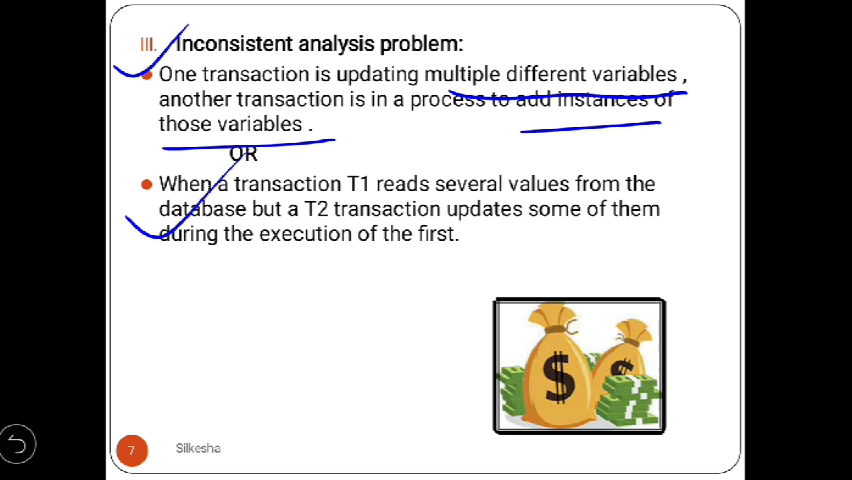 III. Inconsistent analysis problem:
One transaction is updating multiple different variables ,
another transaction is in a process to add instances of
those variables .
OR
When a transaction T1 reads several values from the
database but a T2 transaction updates some of them
during the execution of the first.
$ $
7 Silkesha